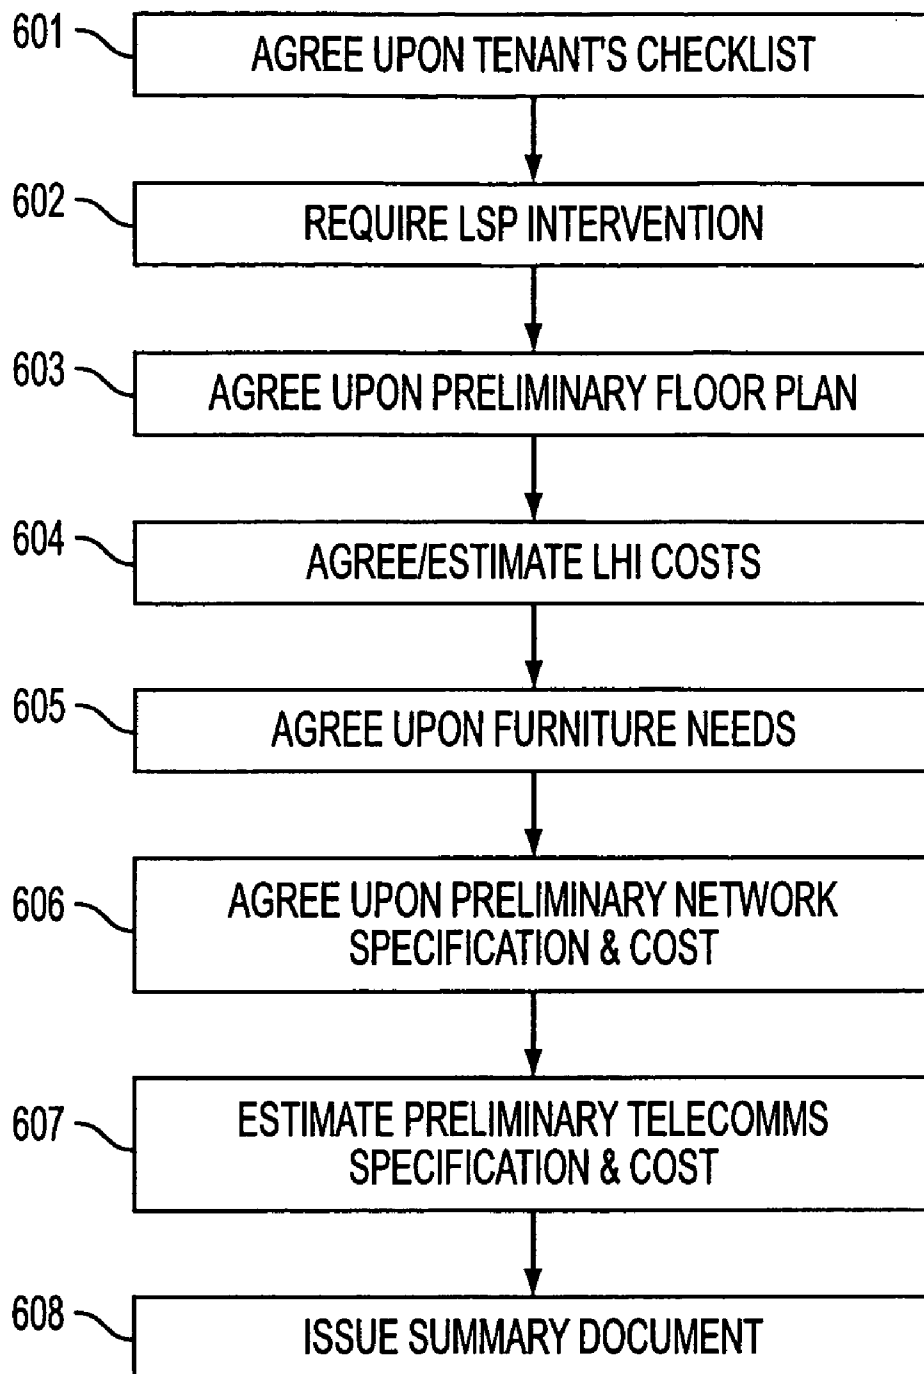 601
AGREE UPON TENANT'S CHECKLIST
602
REQUIRE LSP INTERVENTION
603
AGREE UPON PRELIMINARY FLOOR PLAN
604
AGREE/ESTIMATE LHI COSTS
605
AGREE UPON FURNITURE NEEDS
606
AGREE UPON PRELIMINARY NETWORK
SPECIFICATION & COST
607
ESTIMATE PRELIMINARY TELECOMMS
SPECIFICATION & COST
608
ISSUE SUMMARY DOCUMENT